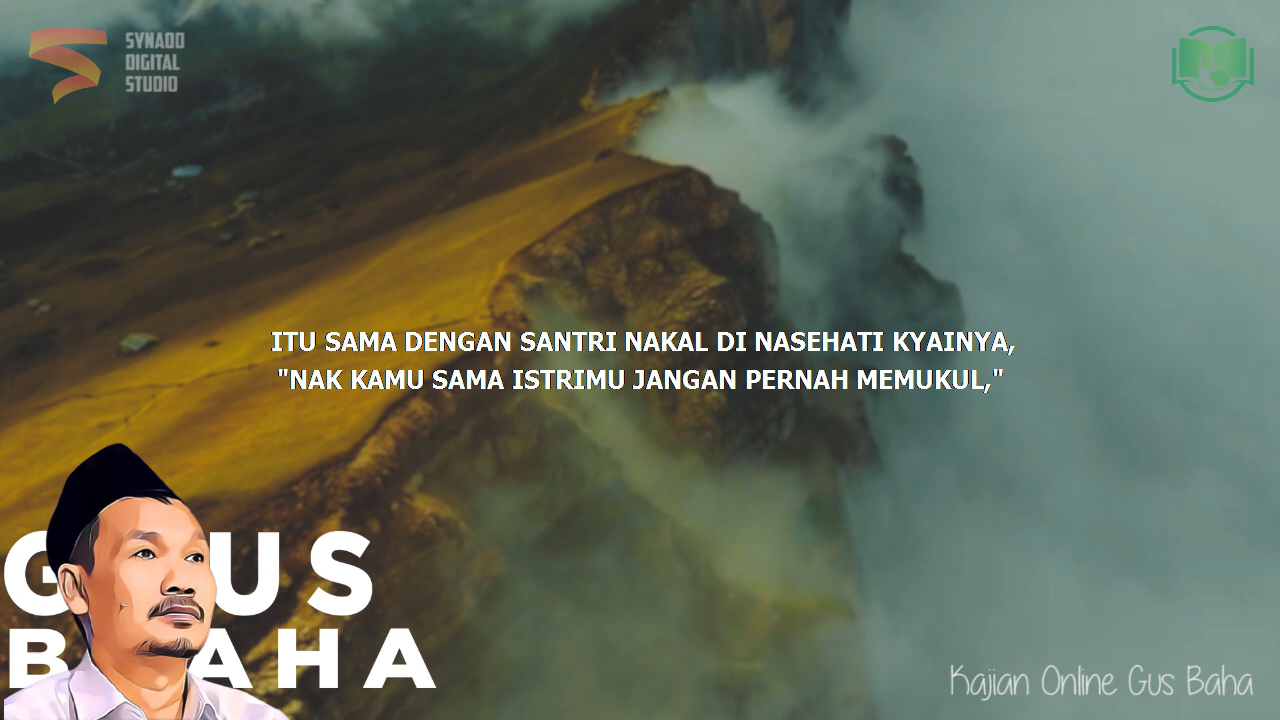 SYNADO
DIGITAL
STUDIO
ITU SAMA DENGAN SANTRI NAKAL DI NASEHATI KYAINYA,
"NAK KAMU SAMA ISTRIMU JANGAN PERNAH MEMUKUL,"
GUS
BAHA
Kajian Online Gus Baha